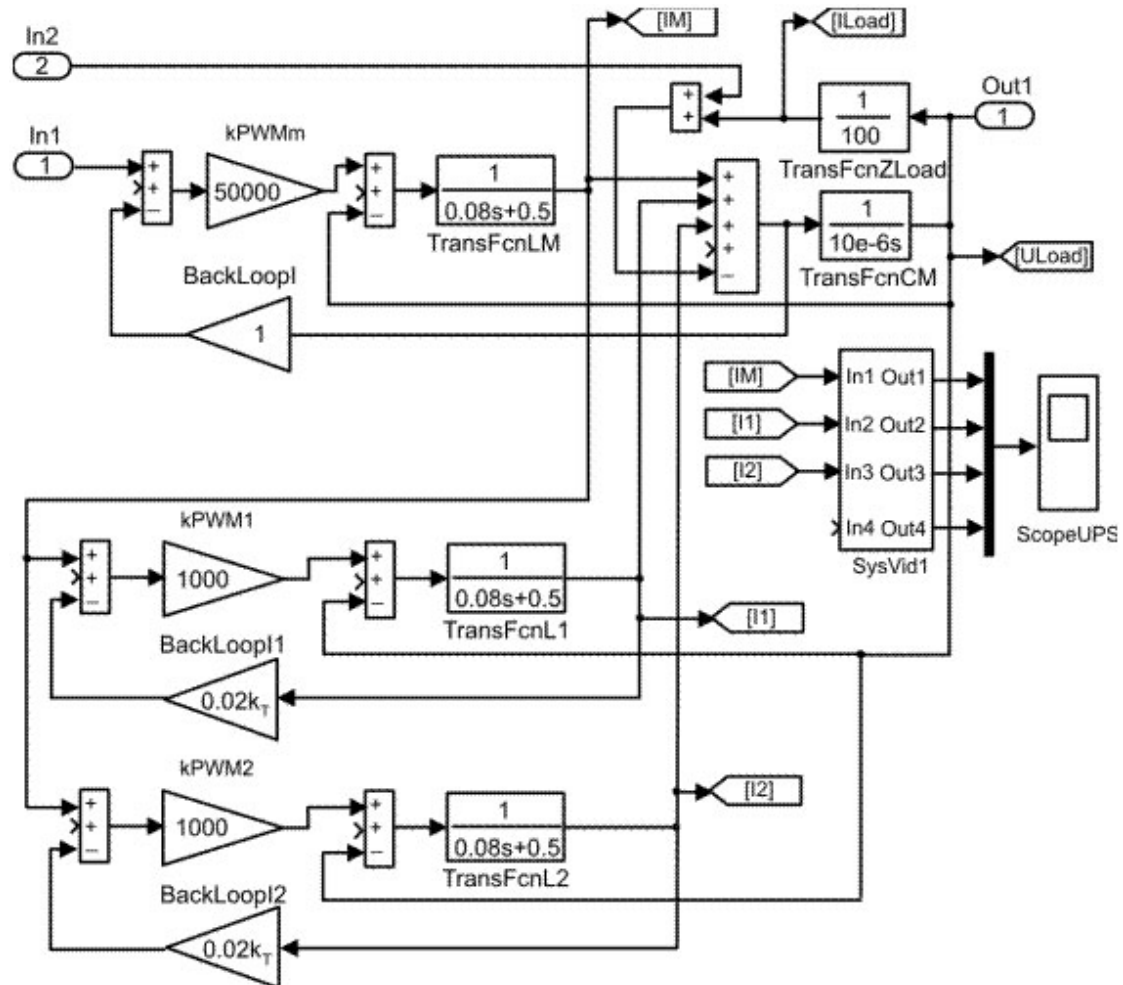 [IM]
[ILoad]
In2
2
+
+
1
100
TransFcnZLoad
Out1
1
In1
1
+
+
−
kPWMm
50000
+
+
−
1
0.08s+0.5
TransFcnLM
+
+
+
+
−
1
10e-6s
TransFcnCM
[ULoad]
BackLoopI
1
[IM]
[I1]
[I2]
In1 Out1
In2 Out2
In3 Out3
In4 Out4
SysVid1
ScopeUPS
kPWM1
+
+
−
1000
+
+
−
1
0.08s+0.5
TransFcnL1
[I1]
BackLoopI1
0.02kT
kPWM2
+
+
−
1000
+
+
−
1
0.08s+0.5
TransFcnL2
[I2]
BackLoopI2
0.02kT